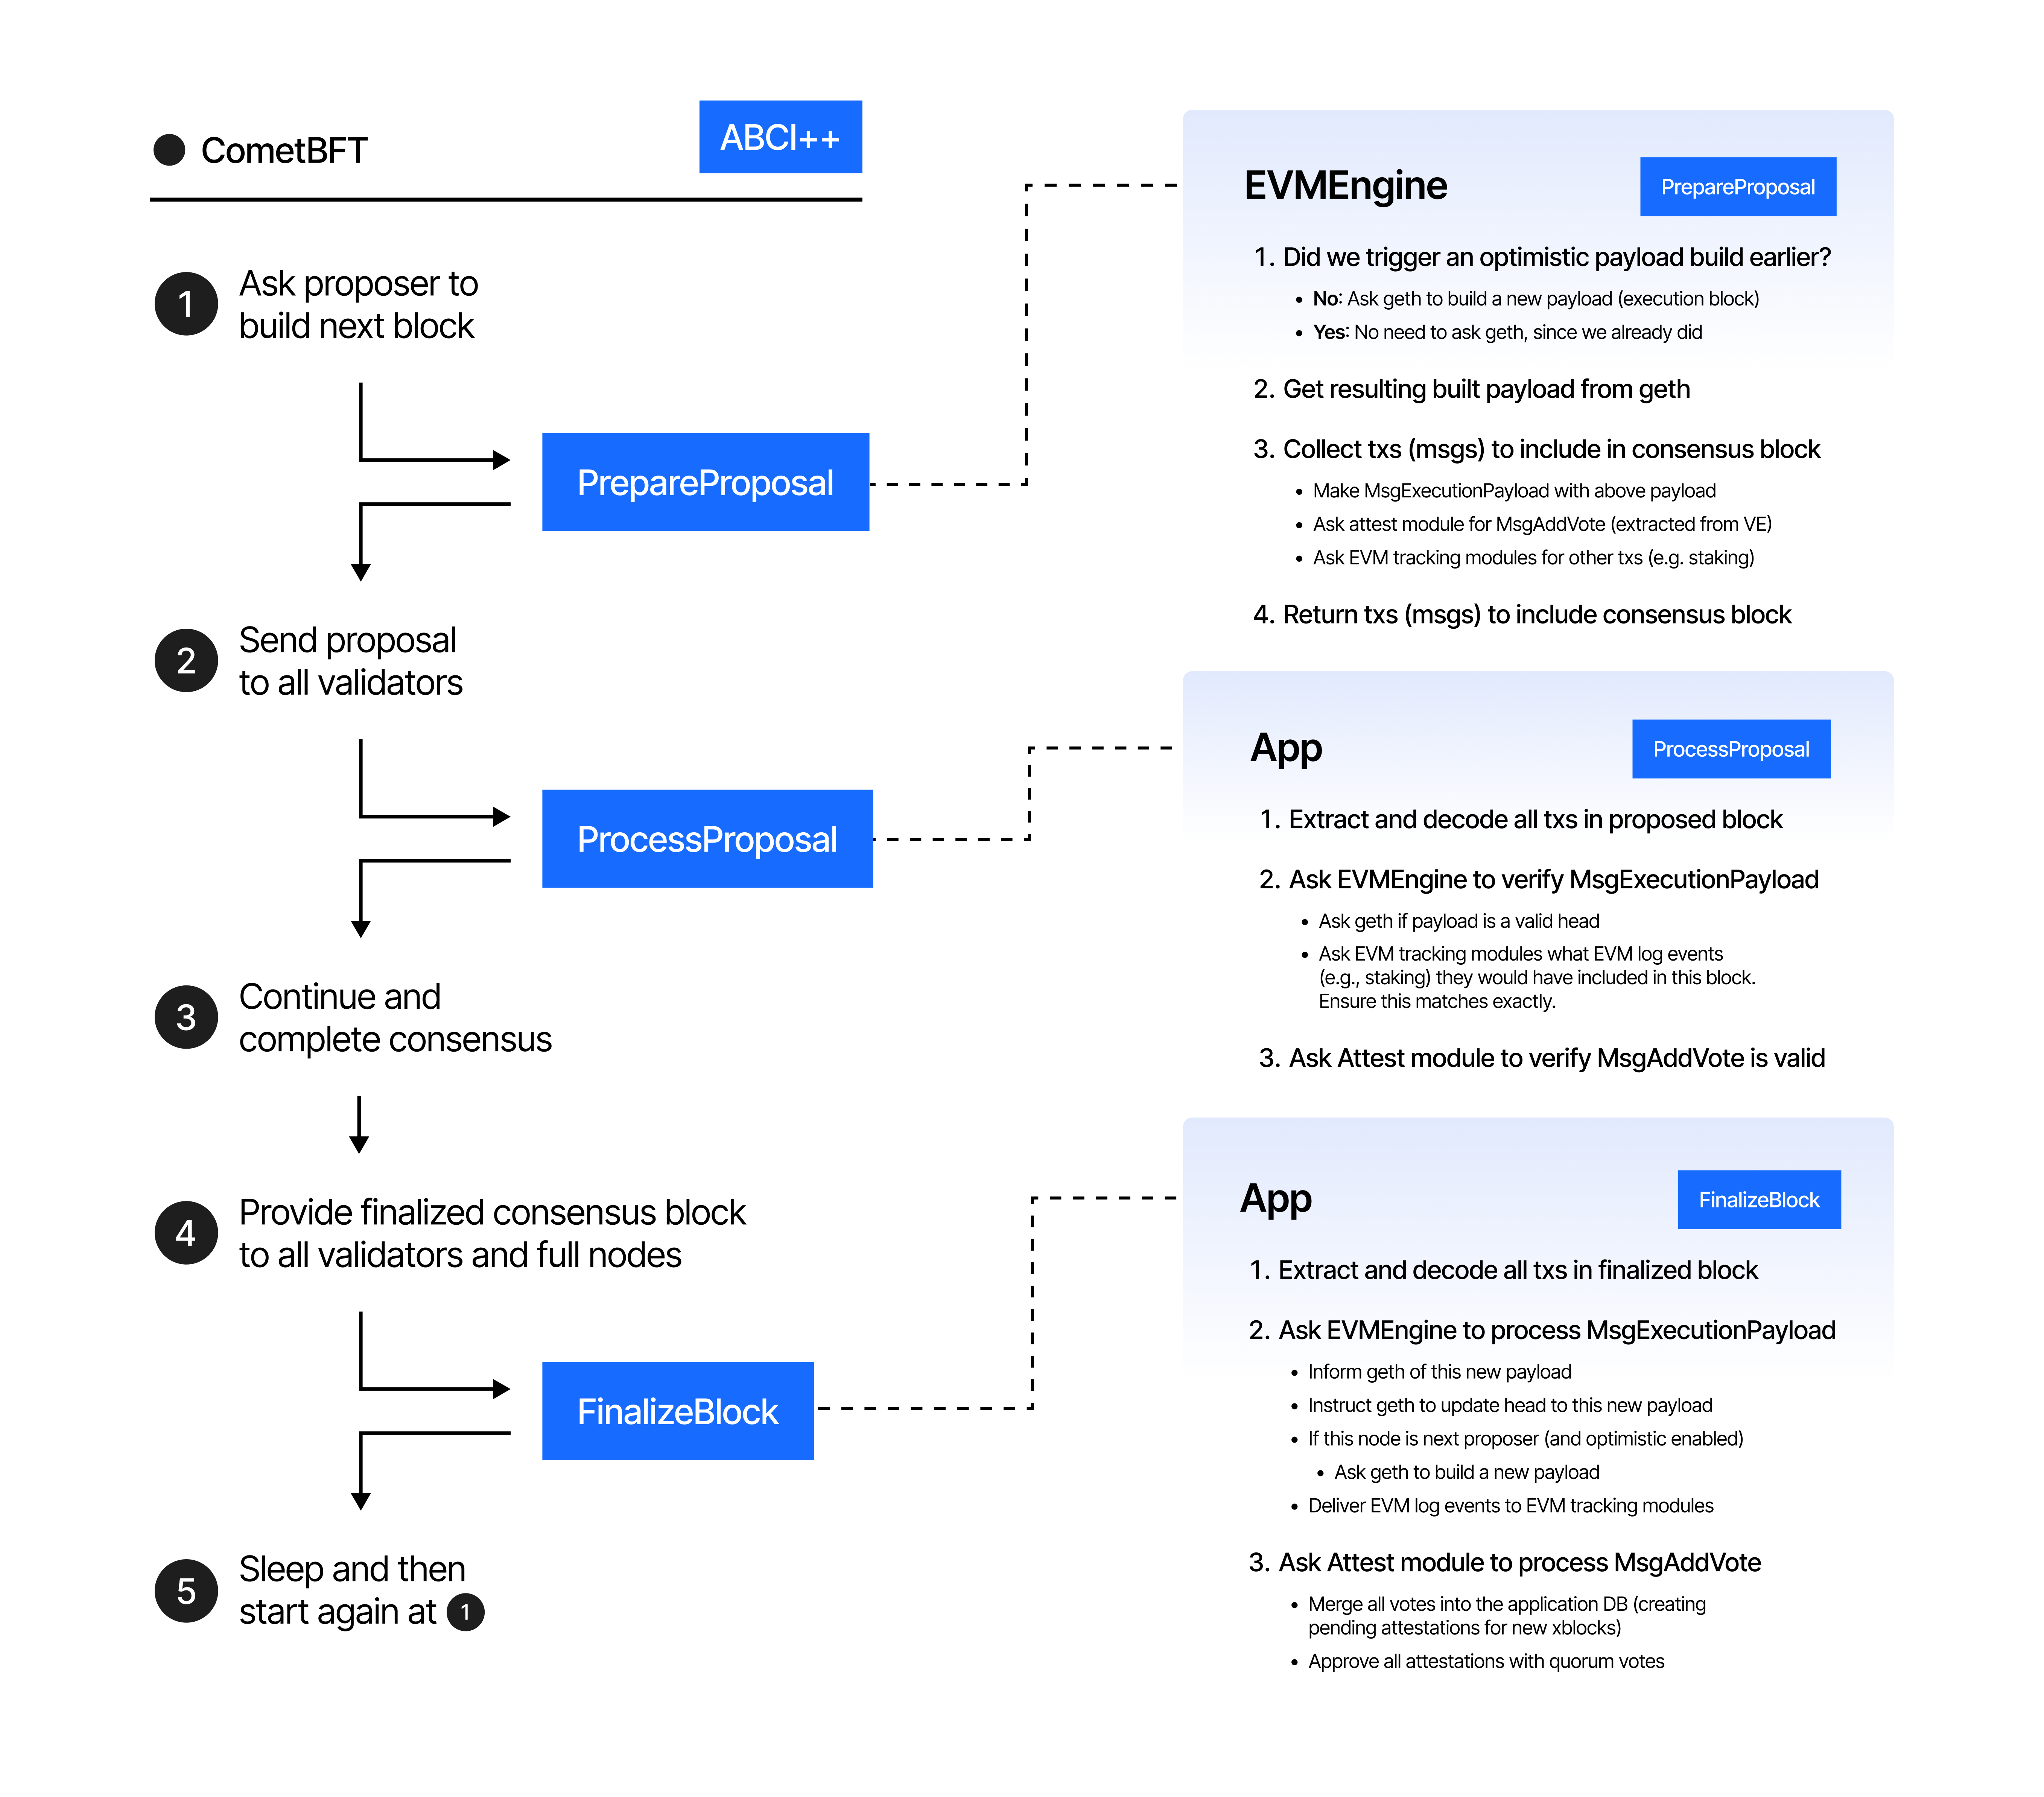 CometBFT
ABCI++
1
Ask proposer to
build next block
PrepareProposal
2
Send proposal
to all validators
ProcessProposal
3
Continue and
complete consensus
4
Provide finalized consensus block
to all validators and full nodes
FinalizeBlock
5
Sleep and then
start again at 1
EVMEngine
PrepareProposal
1. Did we trigger an optimistic payload build earlier?
• No: Ask geth to build a new payload (execution block)
• Yes: No need to ask geth, since we already did
2. Get resulting built payload from geth
3. Collect txs (msgs) to include in consensus block
• Make MsgExecutionPayload with above payload
• Ask attest module for MsgAddVote (extracted from VE)
• Ask EVM tracking modules for other txs (e.g. staking)
4. Return txs (msgs) to include consensus block
App
ProcessProposal
1. Extract and decode all txs in proposed block
2. Ask EVMEngine to verify MsgExecutionPayload
• Ask geth if payload is a valid head
• Ask EVM tracking modules what EVM log events
(e.g., staking) they would have included in this block.
Ensure this matches exactly.
3. Ask Attest module to verify MsgAddVote is valid
App
FinalizeBlock
1. Extract and decode all txs in finalized block
2. Ask EVMEngine to process MsgExecutionPayload
• Inform geth of this new payload
• Instruct geth to update head to this new payload
• If this node is next proposer (and optimistic enabled)
• Ask geth to build a new payload
• Deliver EVM log events to EVM tracking modules
3. Ask Attest module to process MsgAddVote
• Merge all votes into the application DB (creating
pending attestations for new xblocks)
• Approve all attestations with quorum votes